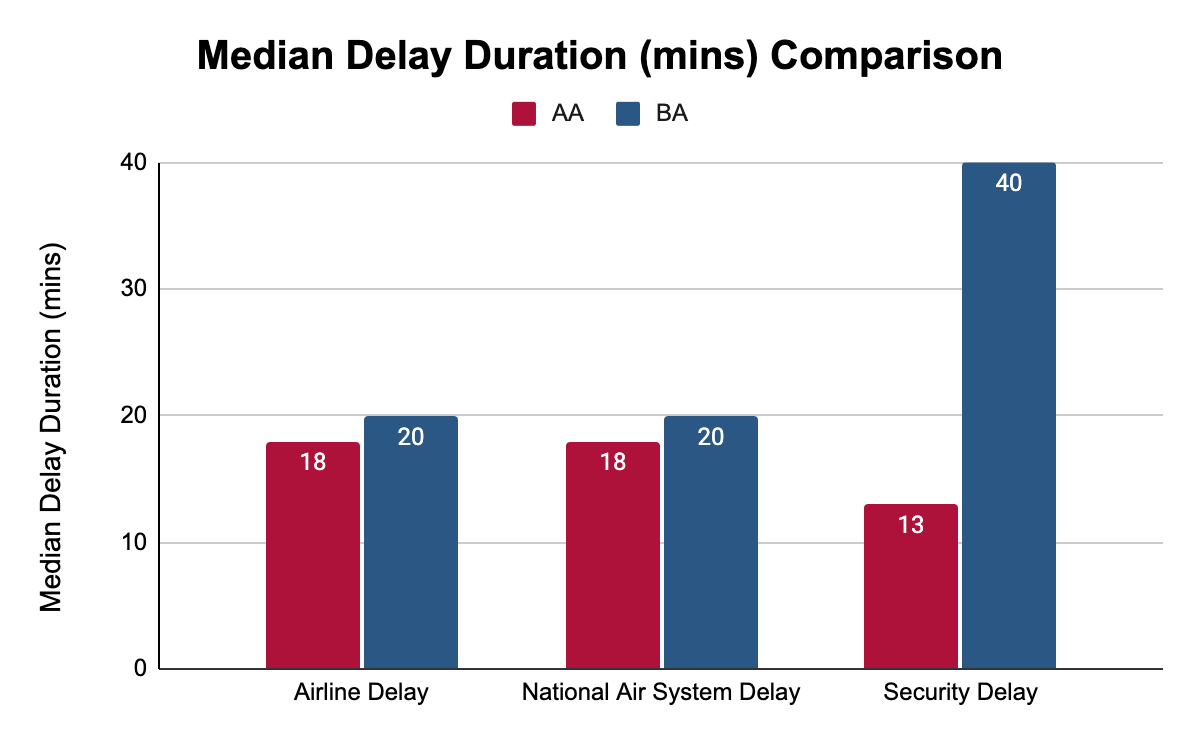 Median Delay Duration (mins) Comparison
AA BA
Median Delay Duration (mins)
40
30
20
10
0
18 20 18 20 13 40
Airline Delay National Air System Delay Security Delay